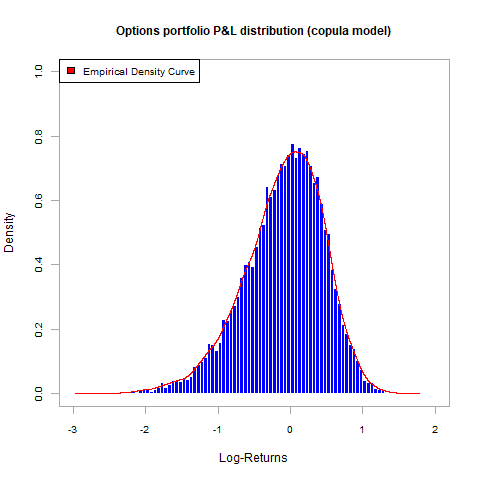 Options portfolio P&L distribution (copula model)
Empirical Density Curve
Density
1.0
0.8
0.6
0.4
0.2
0.0
-3 -2 -1 0 1 2
Log-Returns